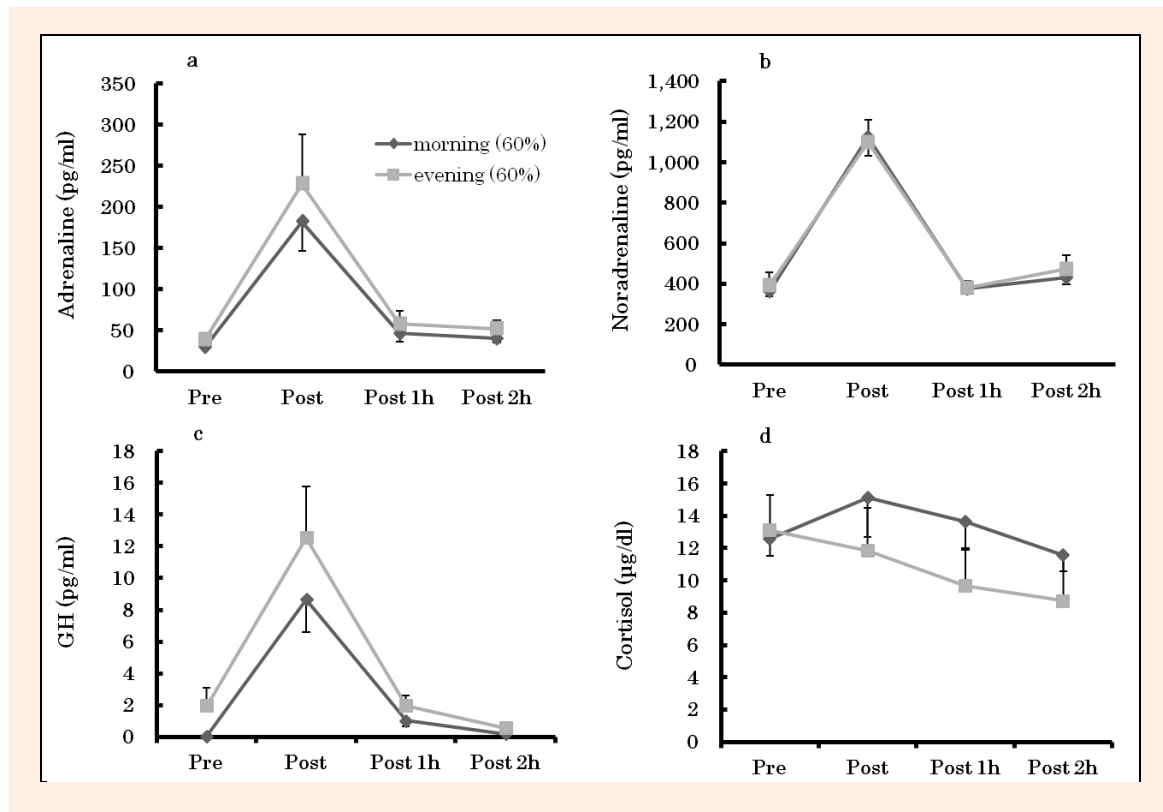 a
350
300
250
200
150
100
50
0
Adrenaline (pg/ml)
morning (60%)
evening (60%)
Pre Post Post 1h Post 2h
b
1,400
1,200
1,000
800
600
400
200
0
Noradrenaline (pg/ml)
Pre Post Post 1h Post 2h
c
18
16
14
12
10
8
6
4
2
0
GH (pg/ml)
Pre Post Post 1h Post 2h
d
18
16
14
12
10
8
6
4
2
0
Cortisol (µg/dl)
Pre Post Post 1h Post 2h